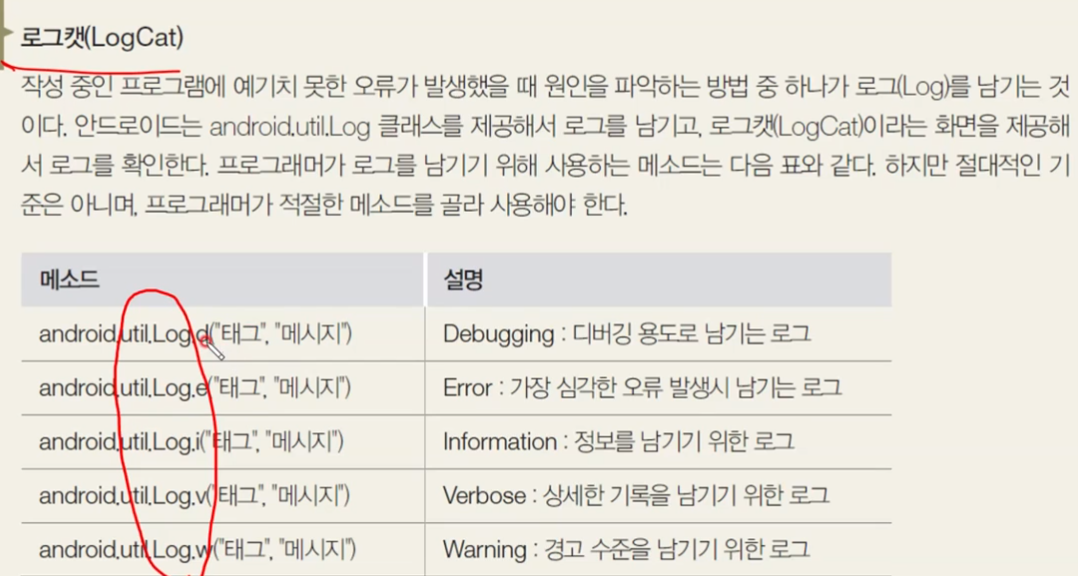 로그캣(LogCat)
작성 중인 프로그램에 예기치 못한 오류가 발생했을 때 원인을 파악하는 방법 중 하나가 로그(Log)를 남기는 것
이다. 안드로이드는 android.util.Log 클래스를 제공해서 로그를 남기고, 로그캣(LogCat)이라는 화면을 제공해
서 로그를 확인한다. 프로그래머가 로그를 남기기 위해 사용하는 메소드는 다음 표와 같다. 하지만 절대적인 기
준은 아니며, 프로그래머가 적절한 메소드를 골라 사용해야 한다.
메소드 설명
android.util.Log.d("태그", "메시지") Debugging : 디버깅 용도로 남기는 로그
android.util.Log.e("태그", "메시지") Error : 가장 심각한 오류 발생시 남기는 로그
android.util.Log.i("태그", "메시지") Information : 정보를 남기기 위한 로그
android.util.Log.v("태그", "메시지") Verbose : 상세한 기록을 남기기 위한 로그
android.util.Log.w("태그", "메시지") Warning : 경고 수준을 남기기 위한 로그